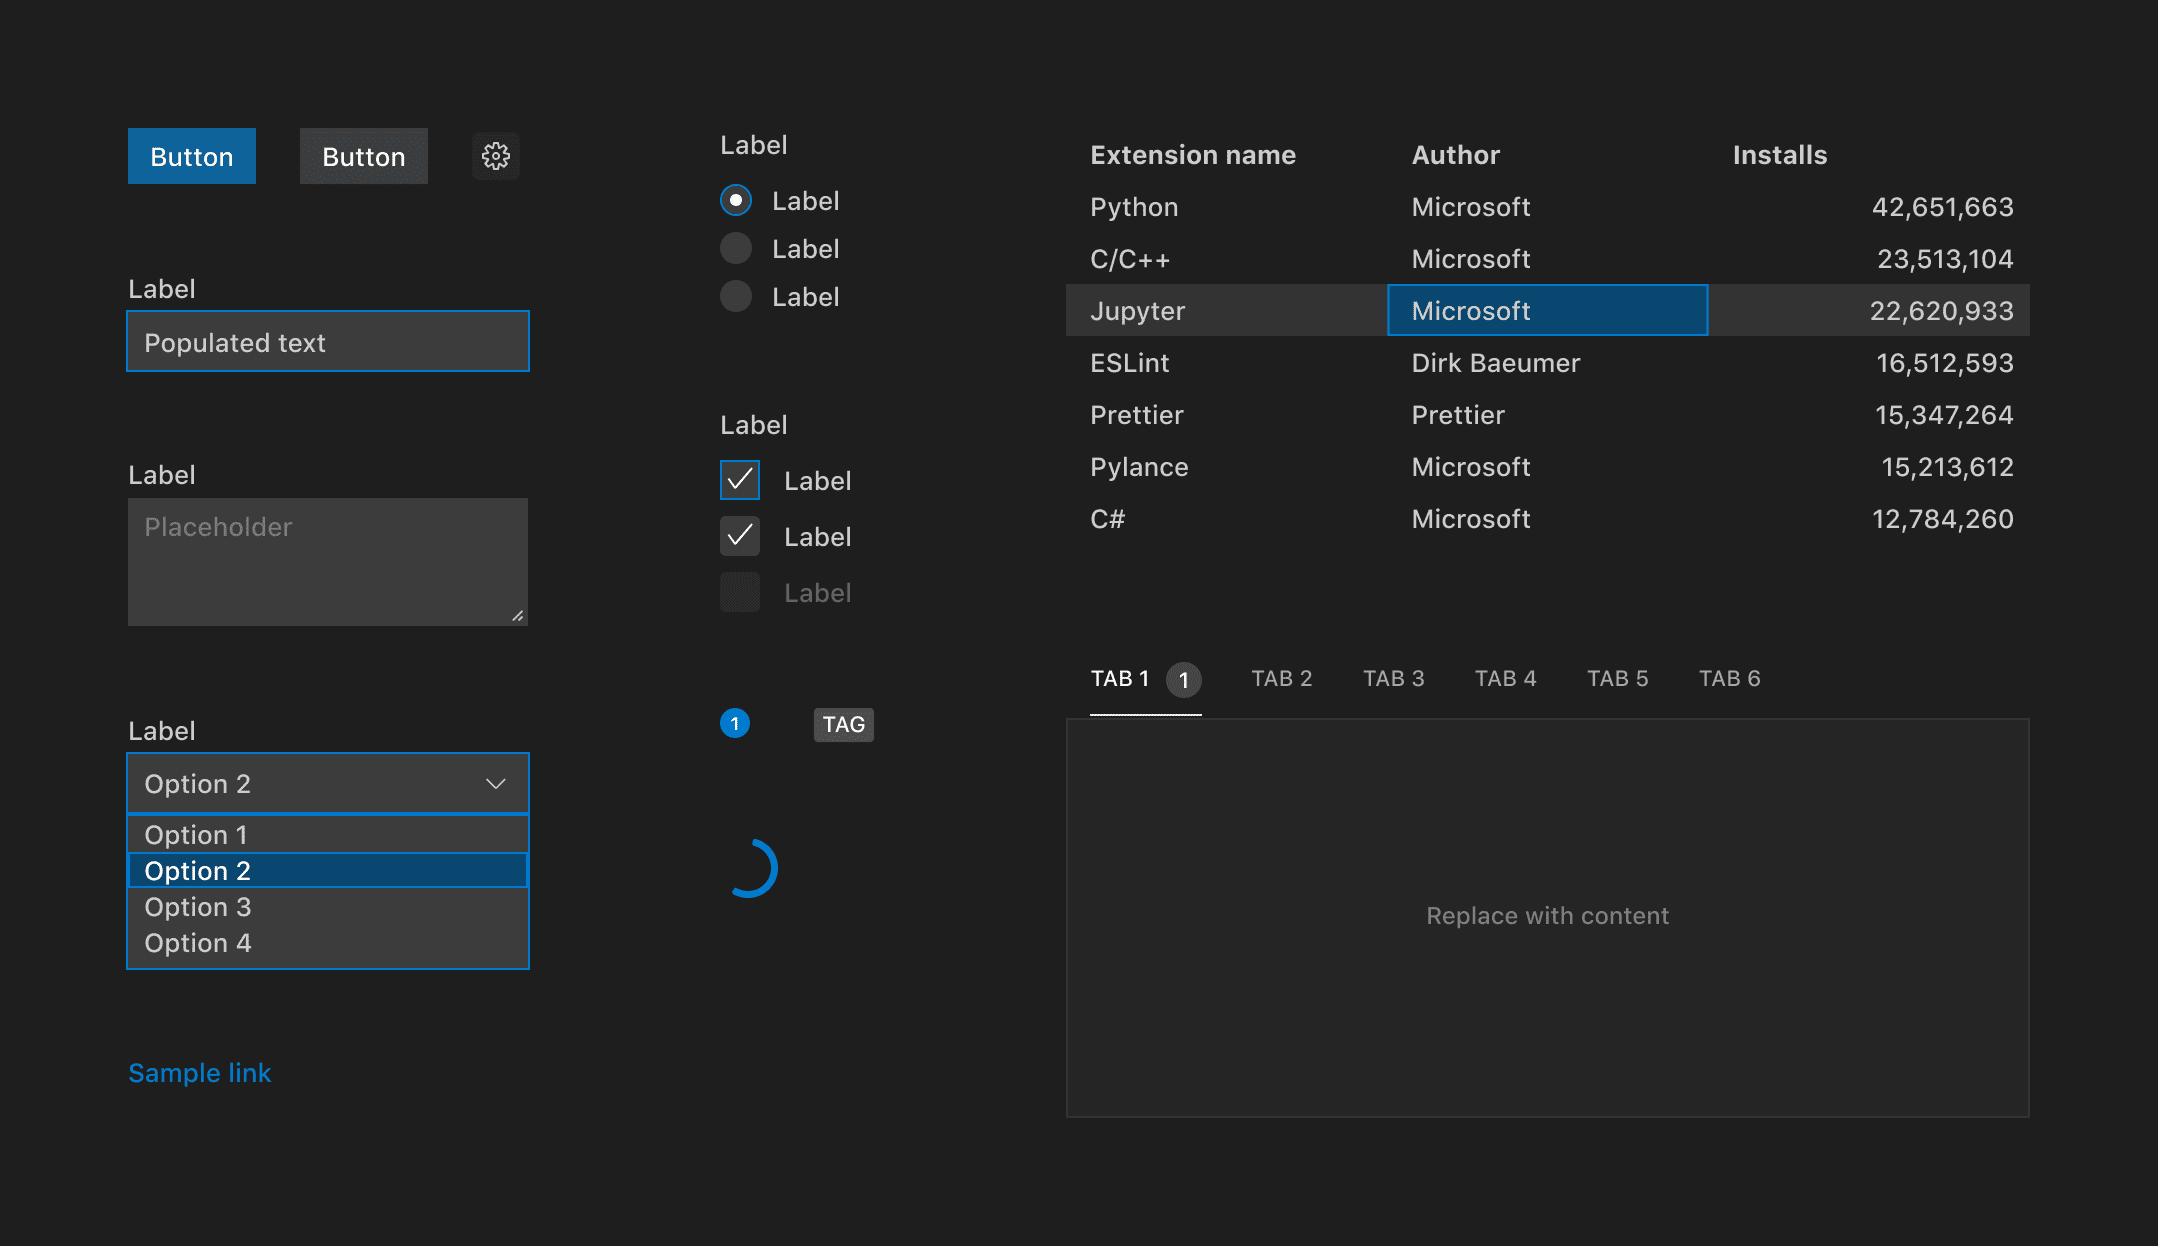 Button
Button
Label
Populated text
Label
Placeholder
Label
Option 2
Option 1
Option 2
Option 3
Option 4
Sample link
Label
Label
Label
Label
Label
Label
Label
Label
1
TAG
Extension name Author Installs
Python Microsoft 42,651,663
C/C++ Microsoft 23,513,104
Jupyter Microsoft 22,620,933
ESLint Dirk Baeumer 16,512,593
Prettier Prettier 15,347,264
Pylance Microsoft 15,213,612
C# Microsoft 12,784,260
TAB 1 1 TAB 2 TAB 3 TAB 4 TAB 5 TAB 6
Replace with content